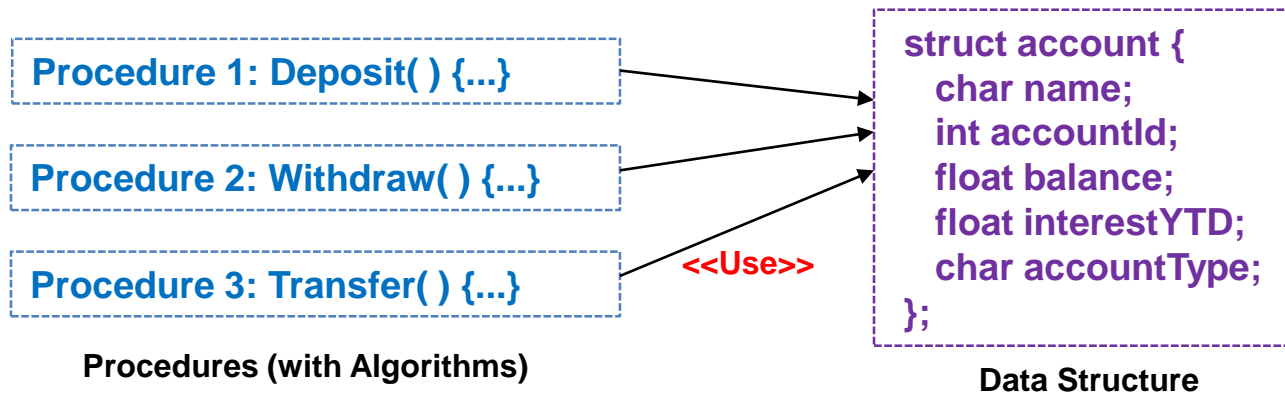 Procedure 1: Deposit( ) {...}
Procedure 2: Withdraw( ) {...}
Procedure 3: Transfer( ) {...}
Procedures (with Algorithms)
<<Use>>
struct account {
char name;
int accountId;
float balance;
float interestYTD;
char accountType;
};
Data Structure